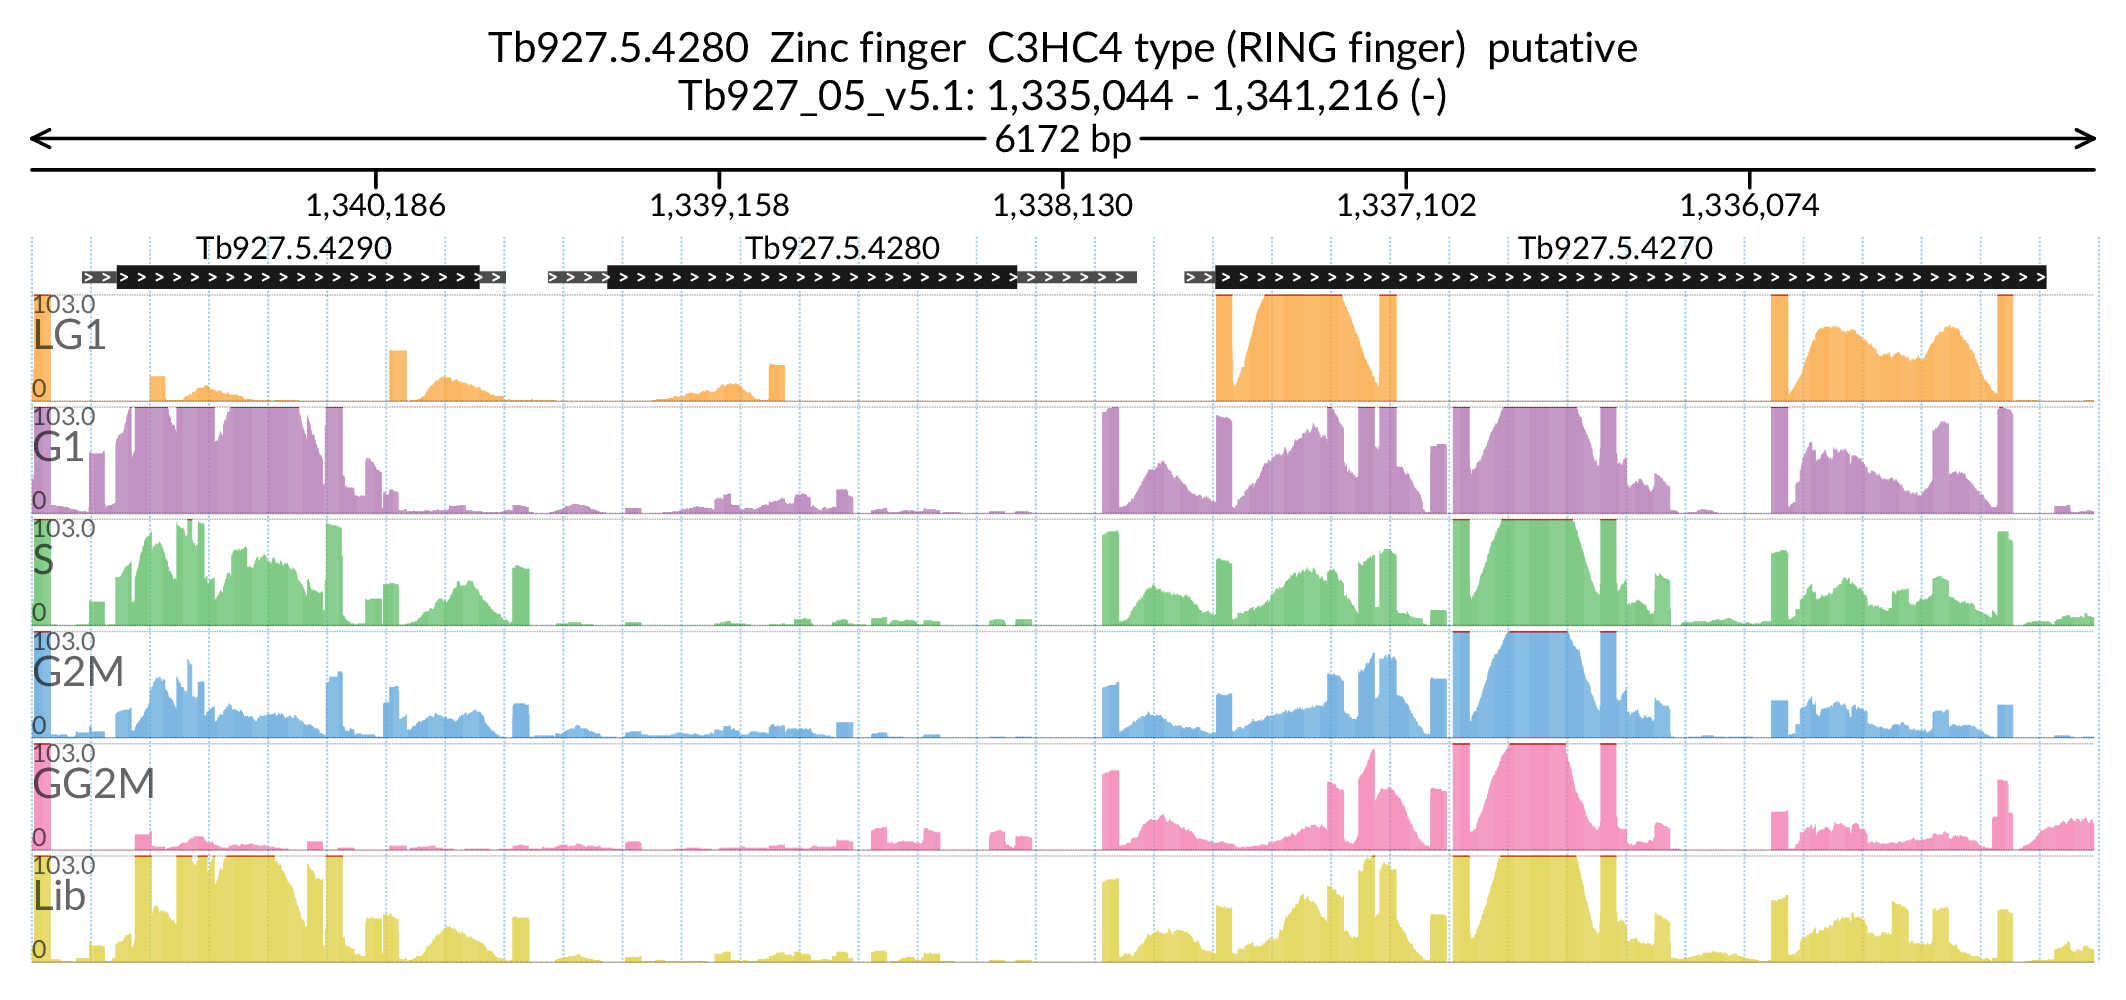 Tb927.5.4280 Zinc finger C3HC4 type (RING finger) putative
Tb927_05_v5.1: 1,335,044 - 1,341,216 (-)
6172 bp
1,340,186 1,339,158 1,338,130 1,337,102 1,336,074
Tb927.5.4290 Tb927.5.4280 Tb927.5.4270
103.0
LG1
0
103.0
G1
0
103.0
S
0
103.0
G2M
0
103.0
GG2M
0
103.0
Lib
0